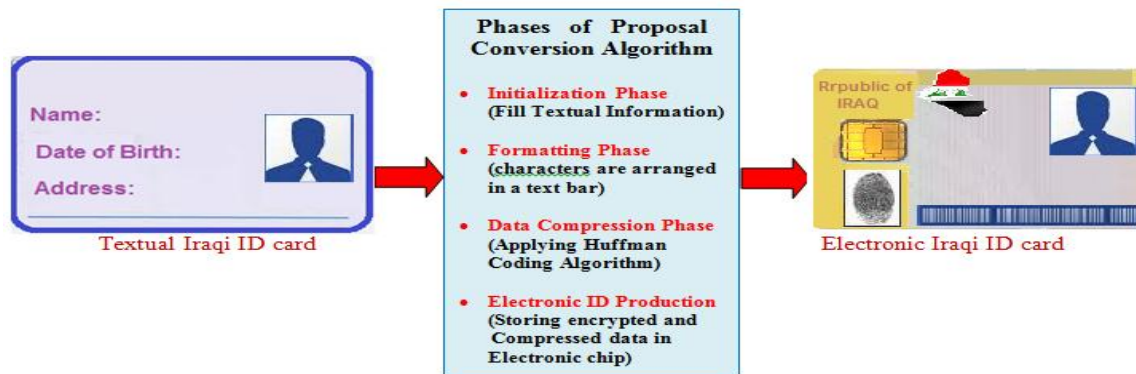 Name:
Date of Birth:
Address:
Textual Iraqi ID card
Phases of Proposal
Conversion Algorithm
• Initialization Phase
(Fill Textual Information)
• Formatting Phase
(characters are arranged
in a text bar)
• Data Compression Phase
(Applying Huffman
Coding Algorithm)
• Electronic ID Production
(Storing encrypted and
Compressed data in
Electronic chip)
Rrpublic of
IRAQ
Electronic Iraqi ID card